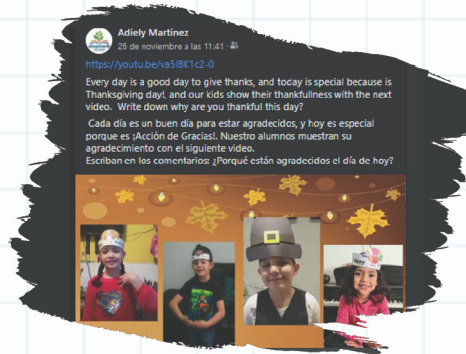 Adiely Martinez
25 de noviembre a las 11:41 ·
https://youtu.be/va5IBK1c2-0
Every day is a good day to give thanks, and today is special because is
Thanksgiving day!, and our kids show their thankfullness with the next
video. Write down why are you thankful this day?
Cada día es un buen día para estar agradecidos, y hoy es especial
porque es ¡Acción de Gracias!. Nuestro alumnos muestran su
agradecimiento con el siguiente video.
Escriban en los comentarios: ¿Porqué están agradecidos el día de hoy?